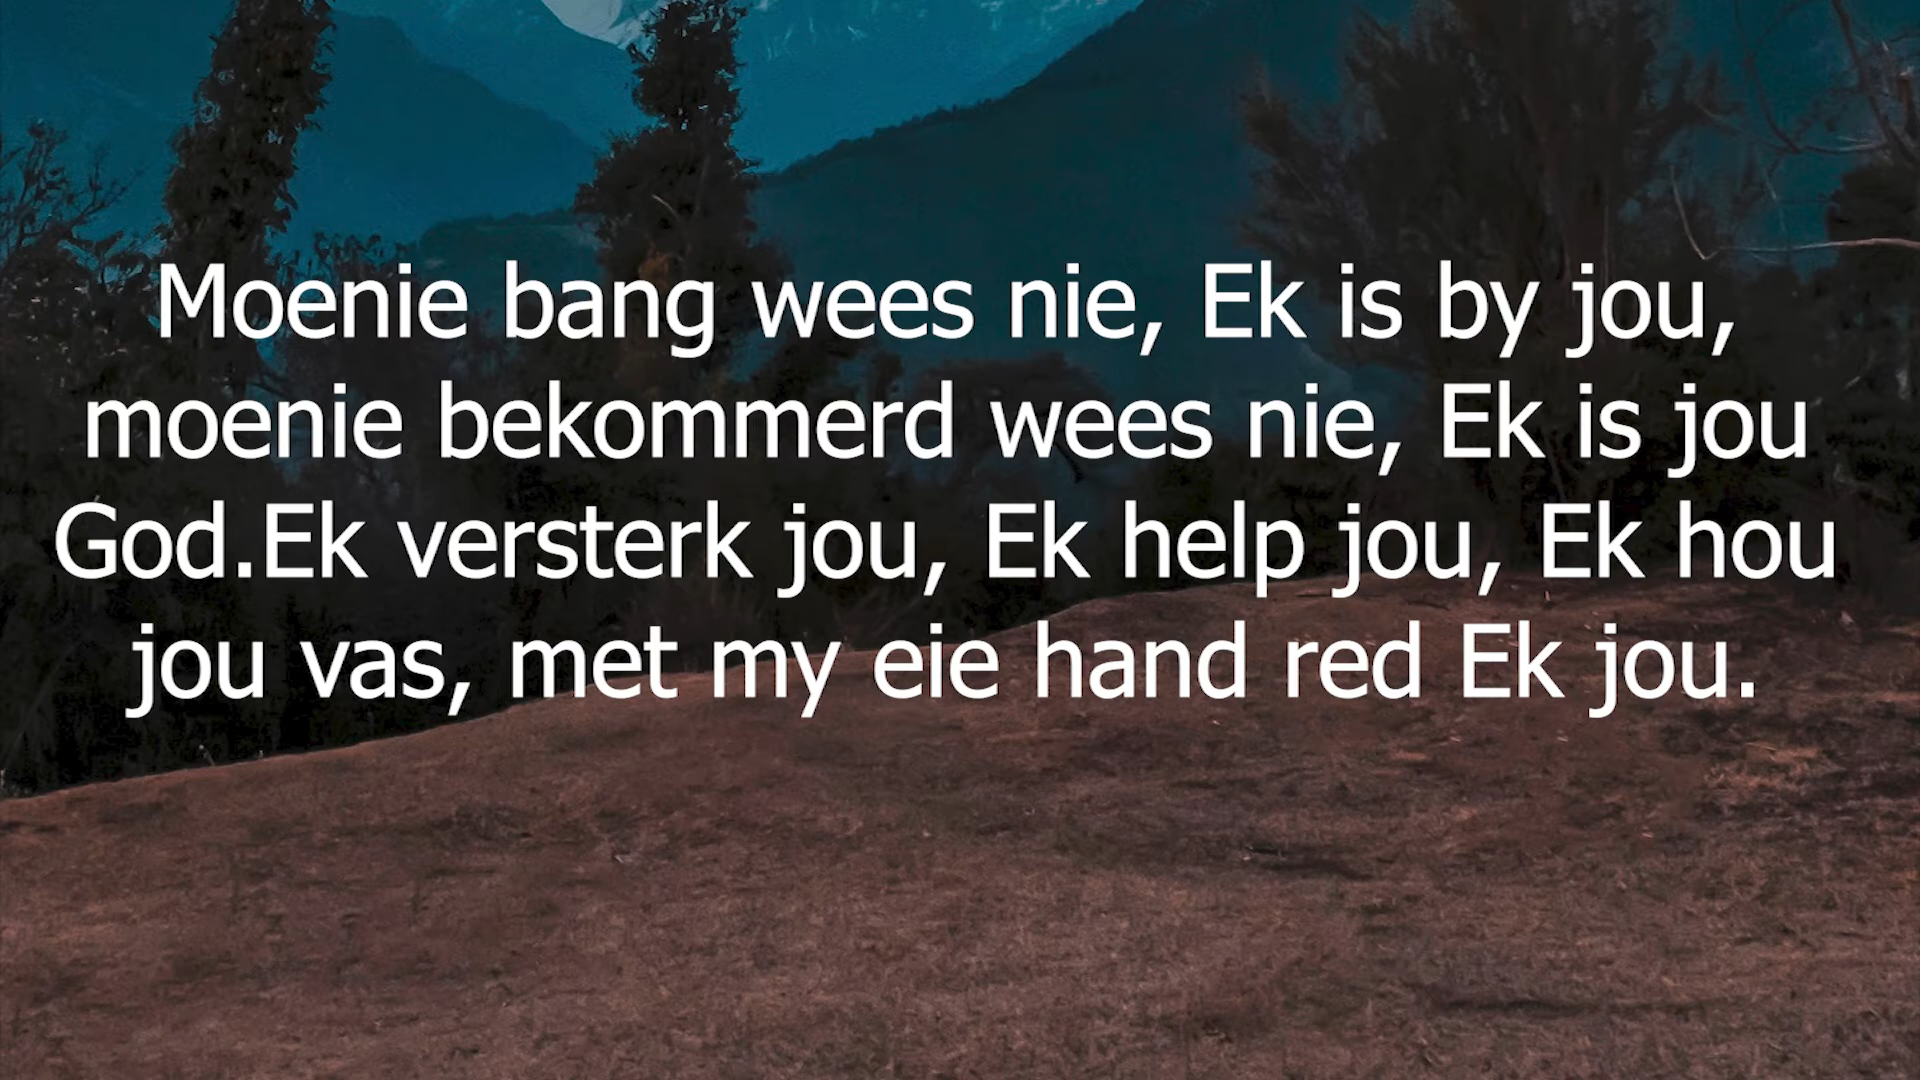 Moenie bang wees nie, Ek is by jou,
moenie bekommerd wees nie, Ek is jou
God.Ek versterk jou, Ek help jou, Ek hou
jou vas, met my eie hand red Ek jou.